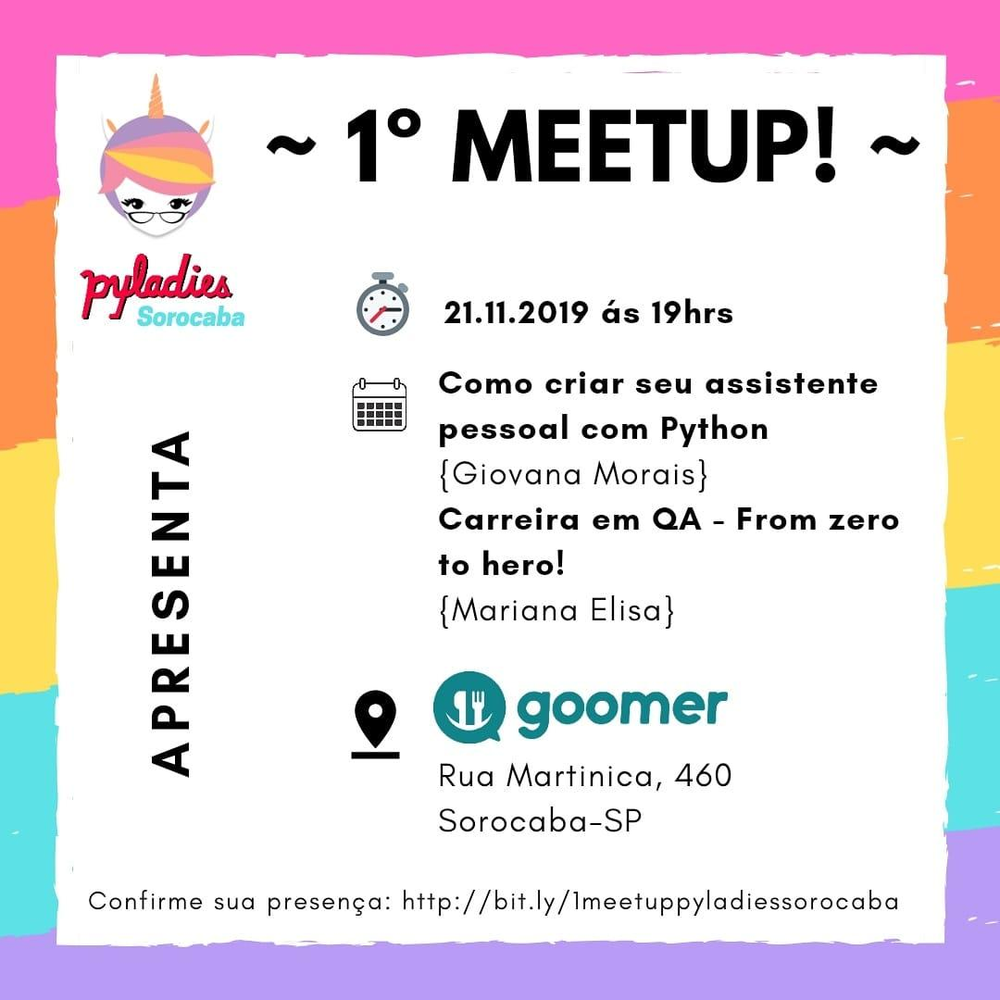 ~ 1º MEETUP! ~
pyladies
Sorocaba
APRESENTA
21.11.2019 ás 19hrs
Como criar seu assistente
pessoal com Python
{Giovana Morais}
Carreira em QA - From zero
to hero!
{Mariana Elisa}
goomer
Rua Martinica, 460
Sorocaba-SP
Confirme sua presença: http://bit.ly/1meetuppyladiessorocaba